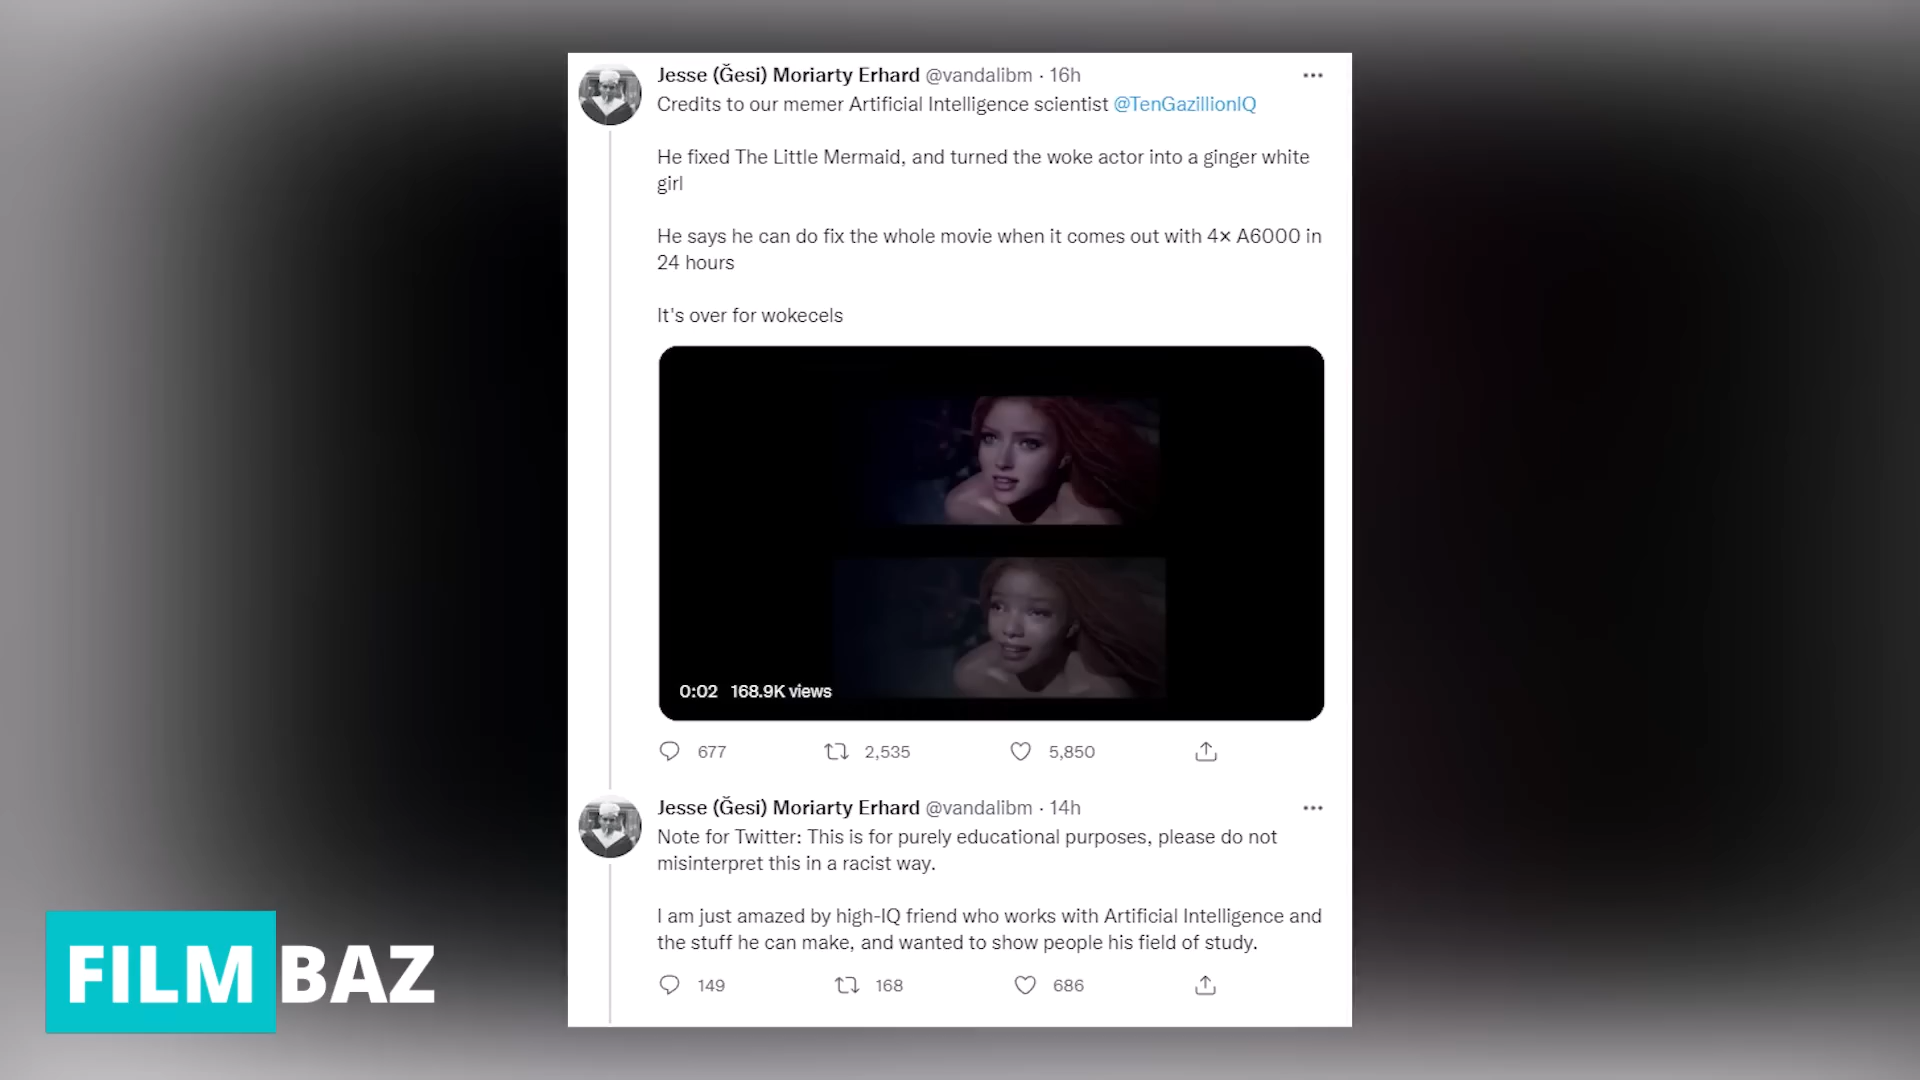 Jesse (Ğesi) Moriarty Erhard @vandalibm · 16h
Credits to our memer Artificial Intelligence scientist @TenGazillionIQ
He fixed The Little Mermaid, and turned the woke actor into a ginger white
girl
He says he can do fix the whole movie when it comes out with 4× A6000 in
24 hours
It's over for wokecels
0:02 168.9K views
677 2,535 5,850
Jesse (Ğesi) Moriarty Erhard @vandalibm · 14h
Note for Twitter: This is for purely educational purposes, please do not
misinterpret this in a racist way.
I am just amazed by high-IQ friend who works with Artificial Intelligence and
the stuff he can make, and wanted to show people his field of study.
149 168 686
FILM BAZ